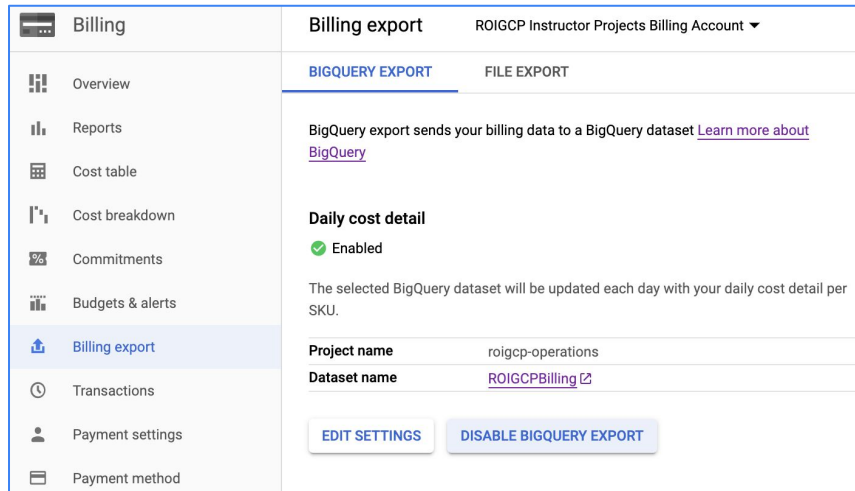 Billing
Overview
Reports
Cost table
Cost breakdown
% Commitments
Budgets & alerts
Billing export
Transactions
Payment settings
Payment method
Billing export ROIGCP Instructor Projects Billing Account
BIGQUERY EXPORT FILE EXPORT
BigQuery export sends your billing data to a BigQuery dataset Learn more about
BigQuery
Daily cost detail
Enabled
The selected BigQuery dataset will be updated each day with your daily cost detail per
SKU.
Project name roigcp-operations
Dataset name ROIGCPBilling
EDIT SETTINGS DISABLE BIGQUERY EXPORT